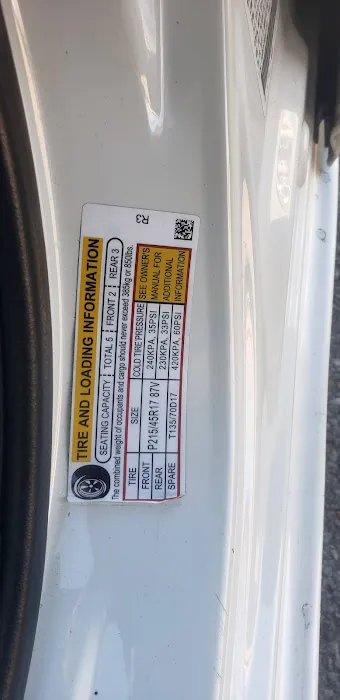 TIRE AND LOADING INFORMATION
SEATING CAPACITY TOTAL 5 FRONT 2 REAR 3
The combined weight of occupants and cargo should never exceed 385kg or 850lbs.
TIRE SIZE COLD TIRE PRESSURE SEE OWNER'S MANUAL FOR ADDITIONAL INFORMATION
FRONT P215/45R17 87V 240KPA, 35PSI
REAR 230KPA, 33PSI
SPARE T135/70D17 420KPA, 60PSI
R3